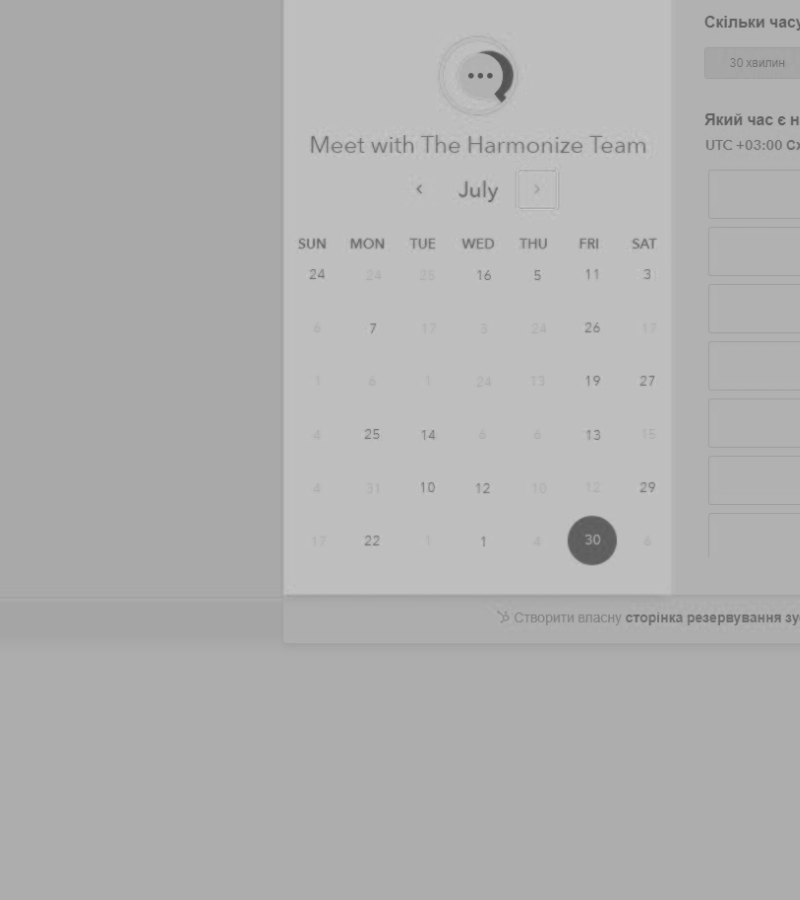 Meet with The Harmonize Team
July
SUN MON TUE WED THU FRI SAT
24 24 25 16 5 11 3
6 7 17 3 24 26 17
1 6 1 24 13 19 27
4 25 14 6 6 13 15
4 31 10 12 10 12 29
17 22 1 1 4 30 6
Скільки часу
30 хвилин
Який час є
UTC +03:00
Створити власну сторінка резервування